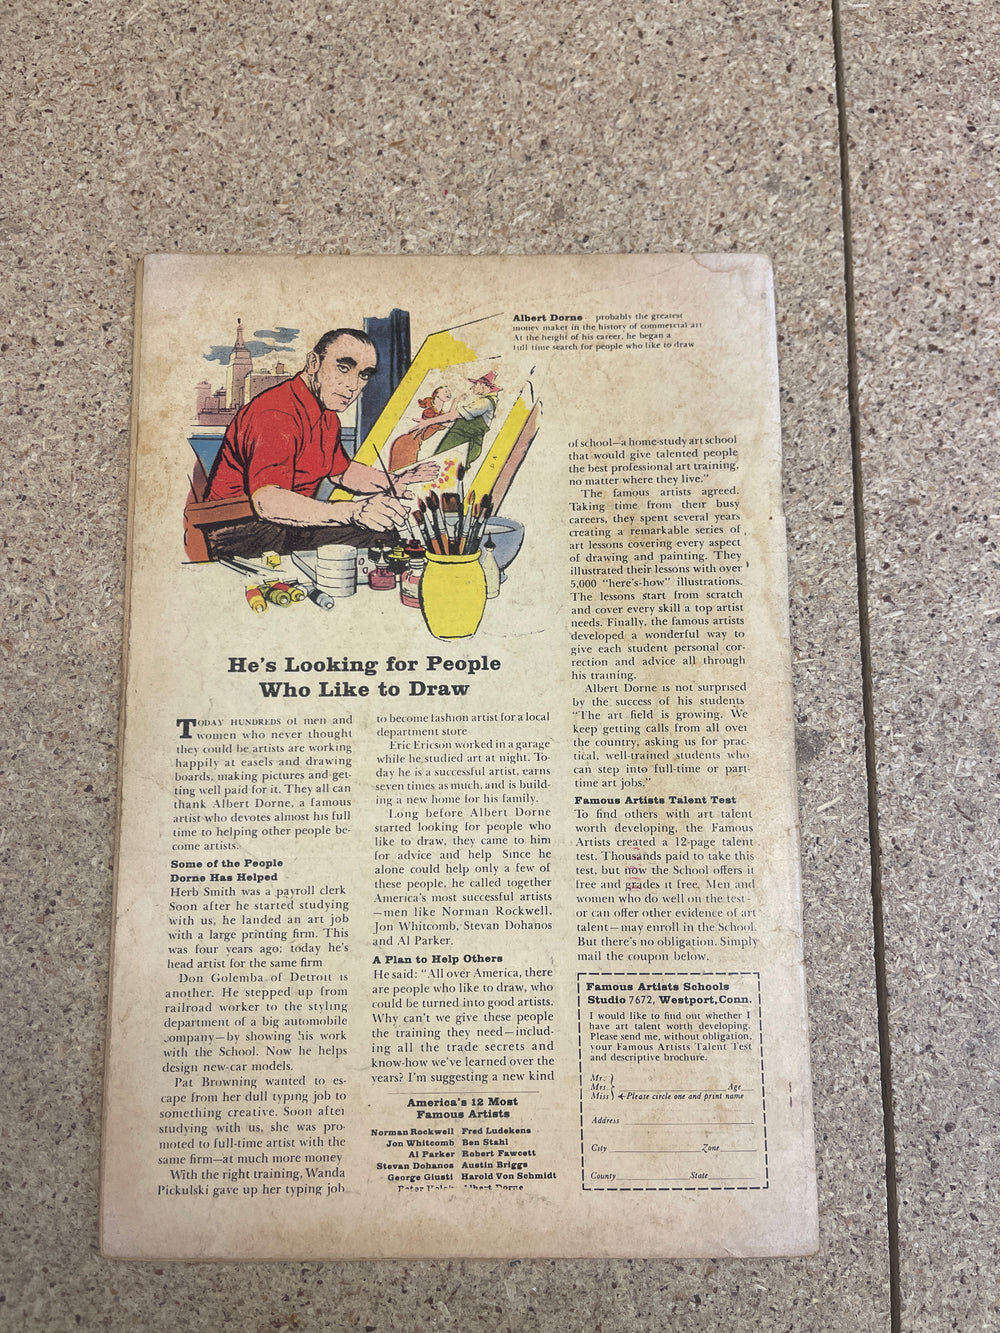 Albert Dorne – probably the greatest
money maker in the history of commercial art
At the height of his career, he began a
full time search for people who like to draw
He's Looking for People
Who Like to Draw
TODAY HUNDREDS of men and
women who never thought
they could be artists are working
happily at easels and drawing
boards, making pictures and get-
ting well paid for it. They all can
thank Albert Dorne, a famous
artist who devotes almost his full
time to helping other people be-
come artists.
Some of the People
Dorne Has Helped
Herb Smith was a payroll clerk
Soon after he started studying
with us, he landed an art job
with a large printing firm. This
was four years ago; today he's
head artist for the same firm
Don Golemba of Detroit is
another. He stepped up from
railroad worker to the styling
department of a big automobile
company—by showing his work
with the School. Now he helps
design new-car models.
Pat Browning wanted to es-
cape from her dull typing job to
something creative. Soon after
studying with us, she was pro-
moted to full-time artist with the
same firm—at much more money
With the right training, Wanda
Pickulski gave up her typing job
to become fashion artist for a local
department store
Eric Ericson worked in a garage
while he studied art at night. To-
day he is a successful artist, earns
seven times as much, and is build-
ing a new home for his family.
Long before Albert Dorne
started looking for people who
like to draw, they came to him
for advice and help Since he
alone could help only a few of
these people, he called together
America's most successful artists
—men like Norman Rockwell,
Jon Whitcomb, Stevan Dohanos
and Al Parker.
A Plan to Help Others
He said: "All over America, there
are people who like to draw, who
could be turned into good artists.
Why can't we give these people
the training they need—includ-
ing all the trade secrets and
know-how we've learned over the
years? I'm suggesting a new kind
America's 12 Most
Famous Artists
Norman Rockwell Fred Ludekens
Jon Whitcomb Ben Stahl
Al Parker Robert Fawcett
Stevan Dohanos Austin Briggs
George Giusti Harold Von Schmidt
Peter Helck Albert Dorne
of school—a home-study art school
that would give talented people
the best professional art training,
no matter where they live."
The famous artists agreed.
Taking time from their busy
careers, they spent several years
creating a remarkable series of
art lessons covering every aspect
of drawing and painting. They
illustrated their lessons with over
5,000 "here's-how" illustrations.
The lessons start from scratch
and cover every skill a top artist
needs. Finally, the famous artists
developed a wonderful way to
give each student personal cor-
rection and advice all through
his training.
Albert Dorne is not surprised
by the success of his students
"The art field is growing. We
keep getting calls from all over
the country, asking us for prac-
tical, well-trained students who
can step into full-time or part-
time art jobs."
Famous Artists Talent Test
To find others with art talent
worth developing, the Famous
Artists created a 12-page talent
test. Thousands paid to take this
test, but now the School offers it
free and grades it free. Men and
women who do well on the test-
or can offer other evidence of art
talent—may enroll in the School.
But there's no obligation. Simply
mail the coupon below.
Famous Artists Schools
Studio 7672, Westport, Conn.
I would like to find out whether I
have art talent worth developing.
Please send me, without obligation,
your Famous Artists Talent Test
and descriptive brochure.
Mr.
Mrs. Age
Miss Please circle one and print name
Address
City Zone
County State